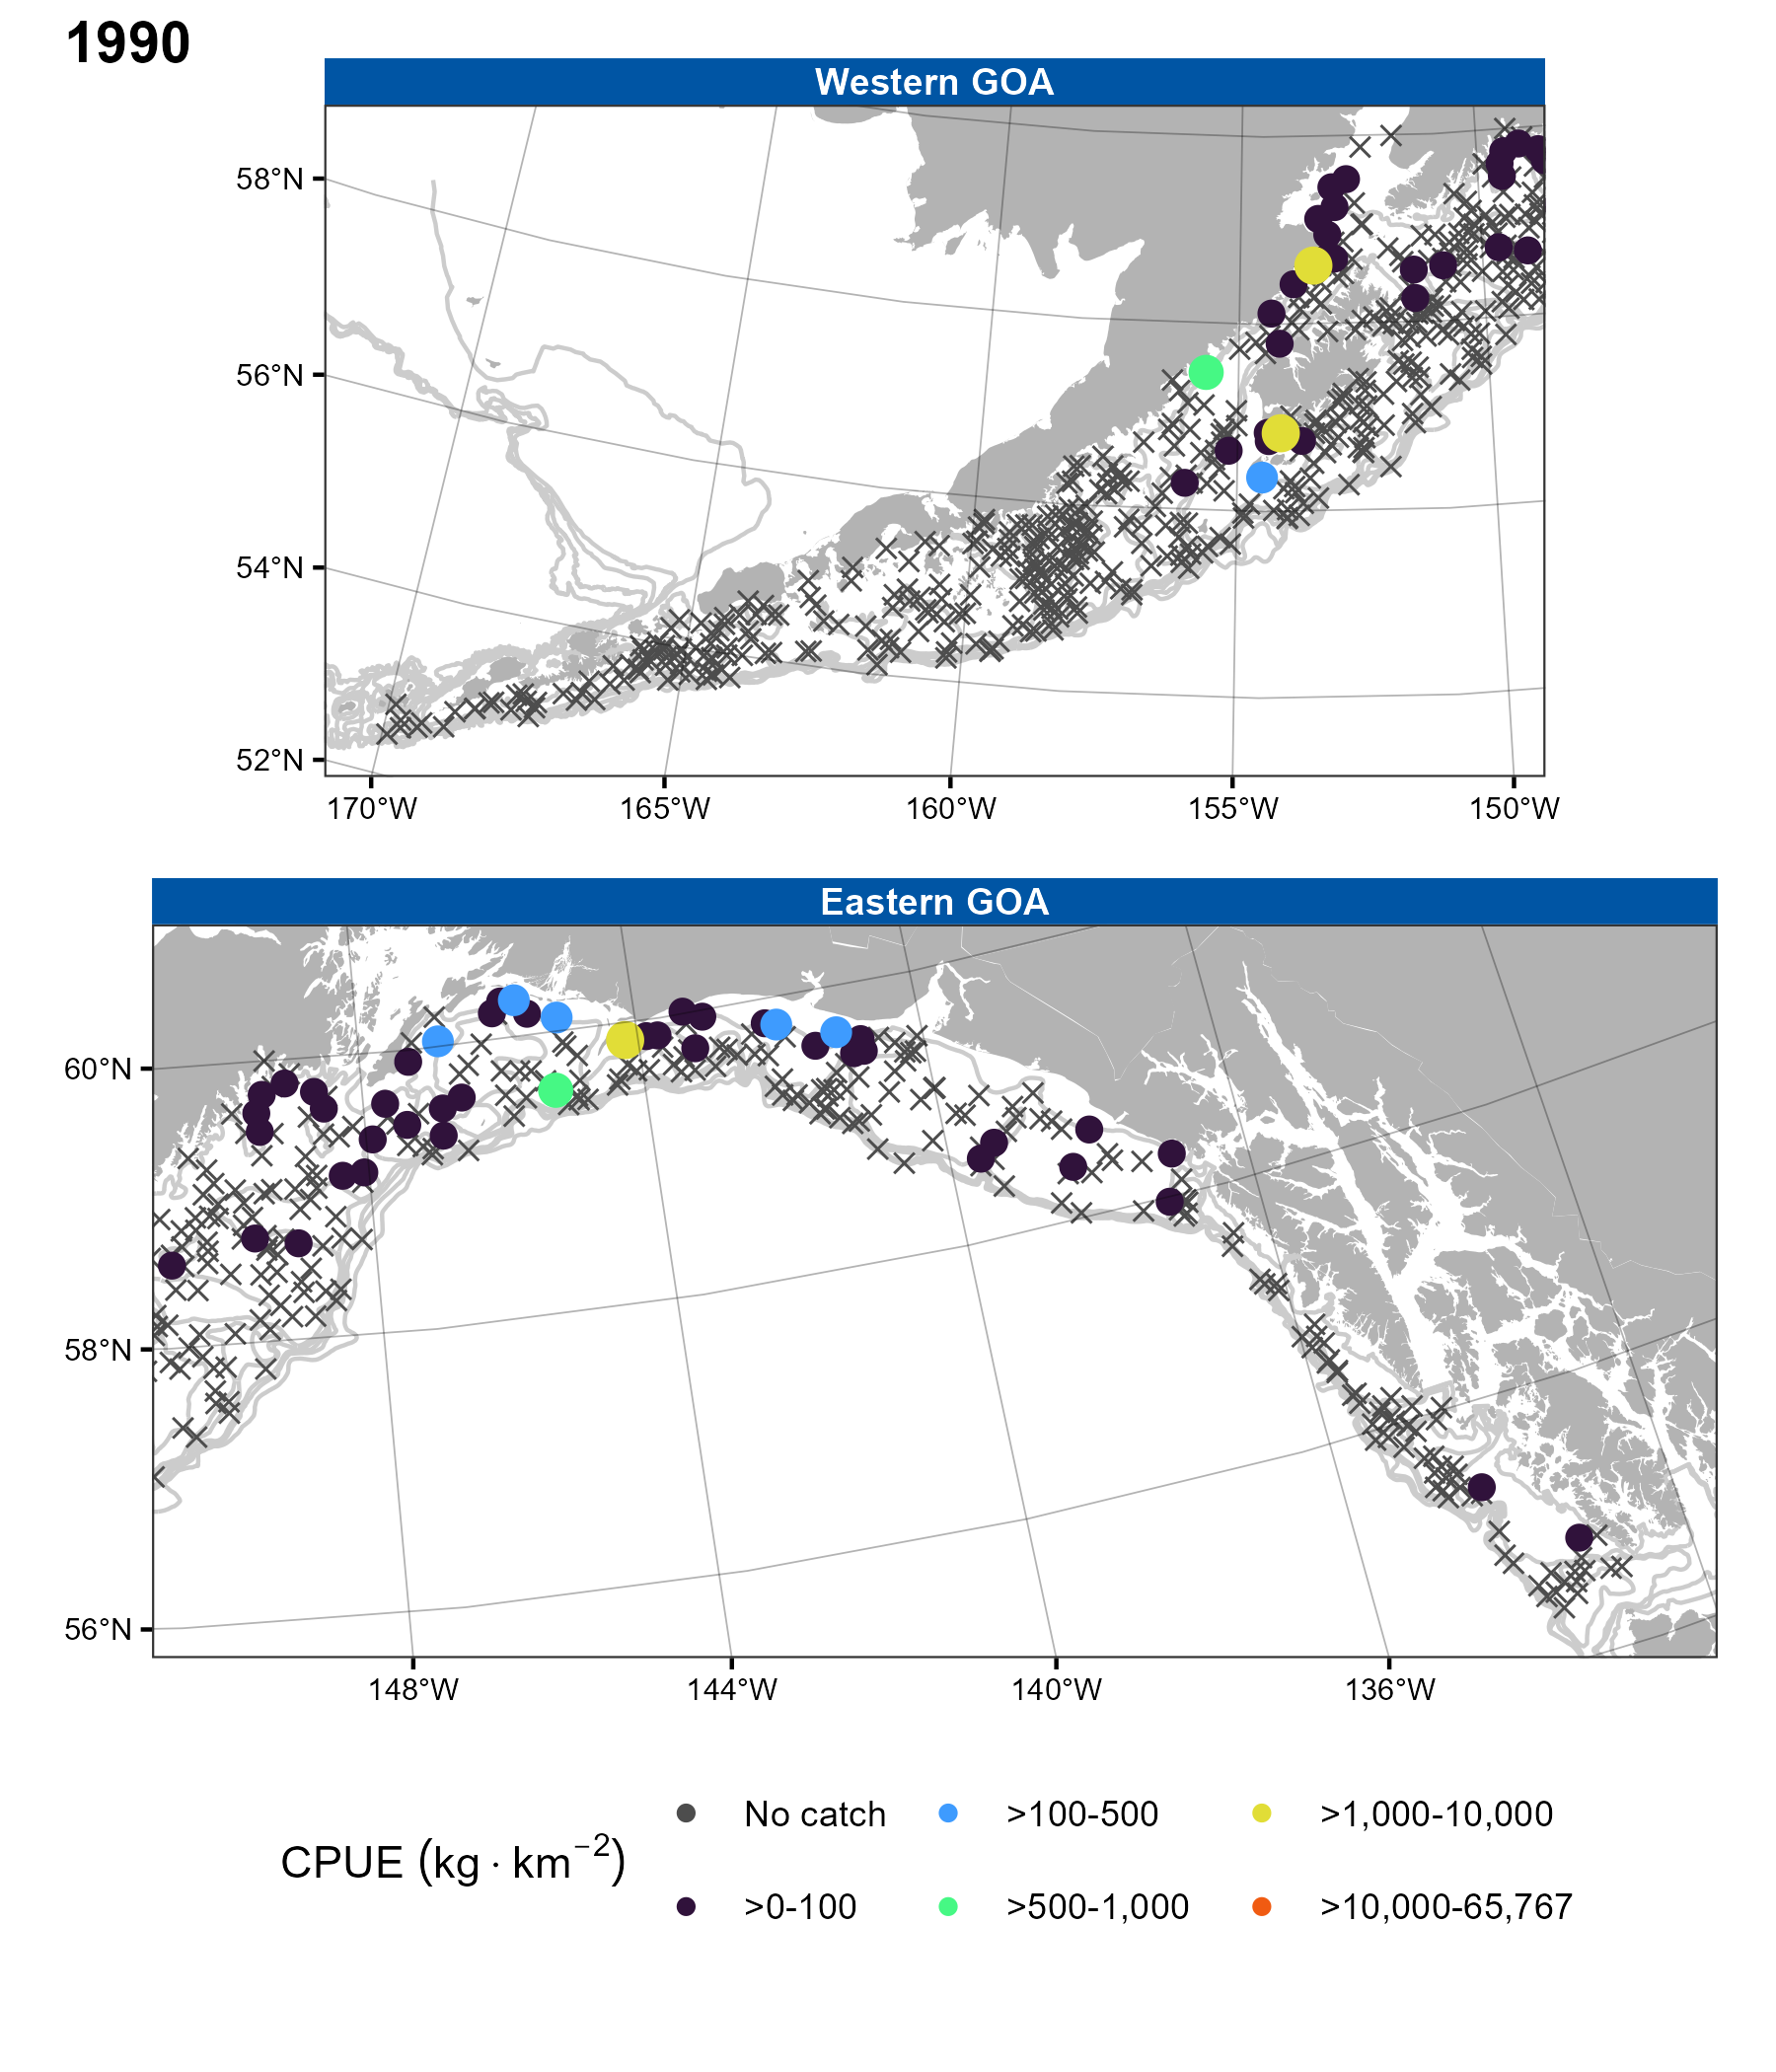 1990
Western GOA
58°N
56°N
54°N
52°N
170°W 165°W 160°W 155°W 150°W
Eastern GOA
60°N
58°N
56°N
148°W 144°W 140°W 136°W
CPUE (kg · km⁻²)
No catch >100-500 >1,000-10,000
>0-100 >500-1,000 >10,000-65,767